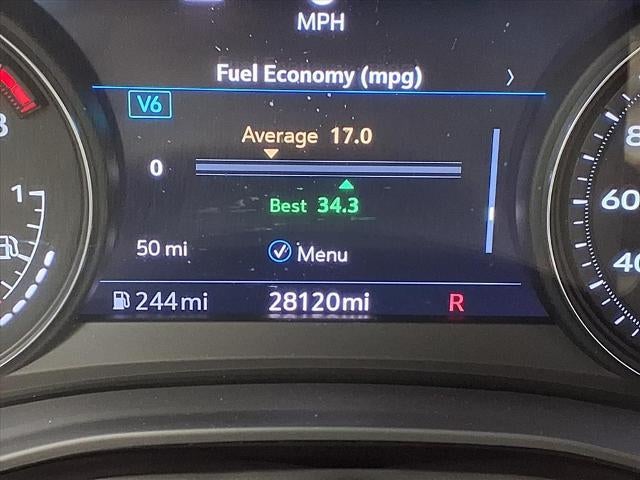 MPH
Fuel Economy (mpg) 〉
V6
Average 17.0
0
Best 34.3
50 mi
Menu
244mi 28120mi R
1
60
40